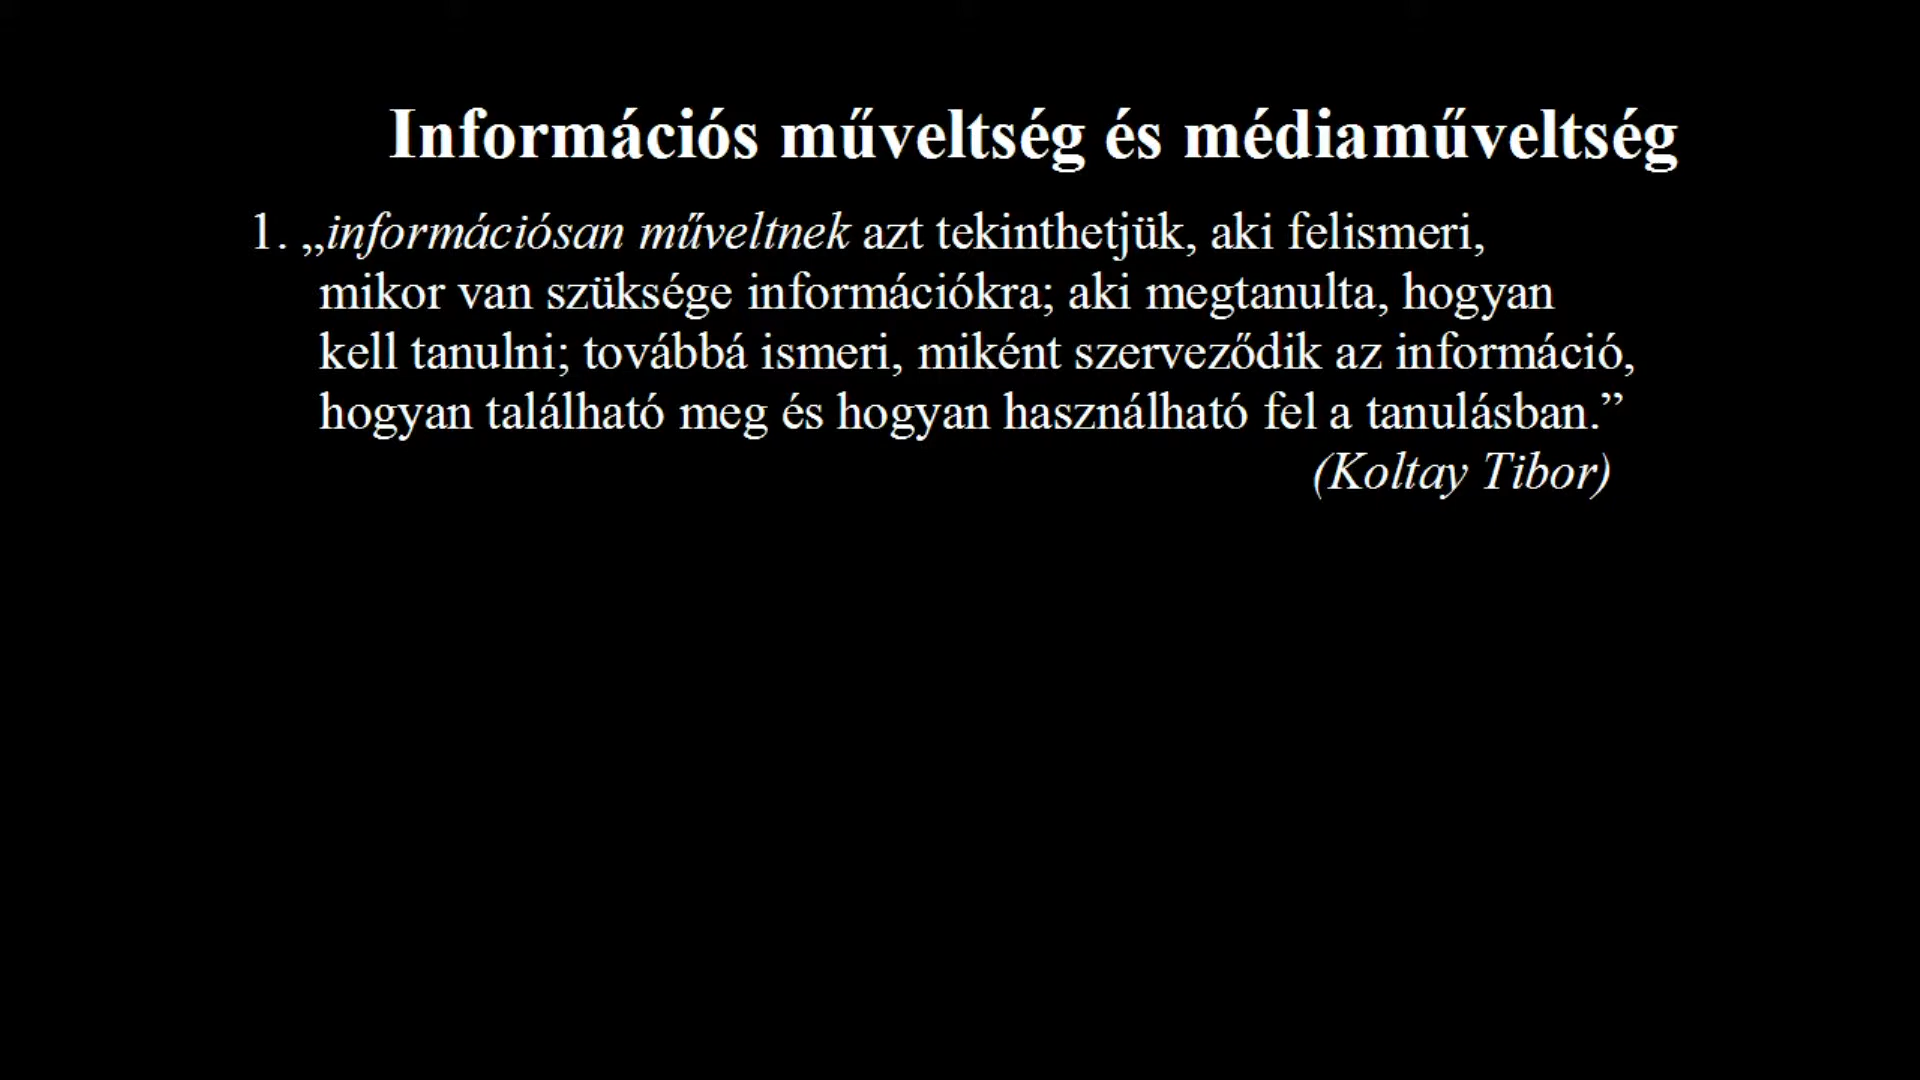 Információs műveltség és médiaműveltség
1. „információsan műveltnek azt tekinthetjük, aki felismeri,
mikor van szüksége információkra; aki megtanulta, hogyan
kell tanulni; továbbá ismeri, miként szerveződik az információ,
hogyan található meg és hogyan használható fel a tanulásban.”
(Koltay Tibor)